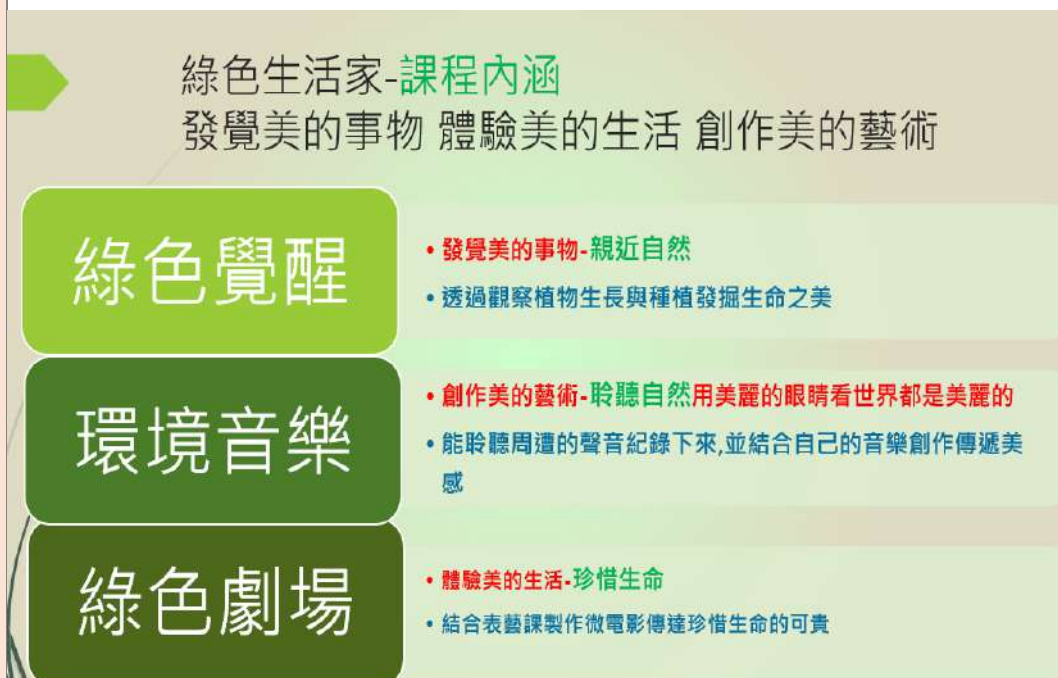 綠色生活家-課程內涵
發覺美的事物 體驗美的生活 創作美的藝術
綠色覺醒
• 發覺美的事物-親近自然
• 透過觀察植物生長與種植發掘生命之美
環境音樂
• 創作美的藝術-聆聽自然用美麗的眼睛看世界都是美麗的
• 能聆聽周遭的聲音紀錄下來,並結合自己的音樂創作傳遞美
感
綠色劇場
• 體驗美的生活-珍惜生命
• 結合表藝課製作微電影傳達珍惜生命的可貴